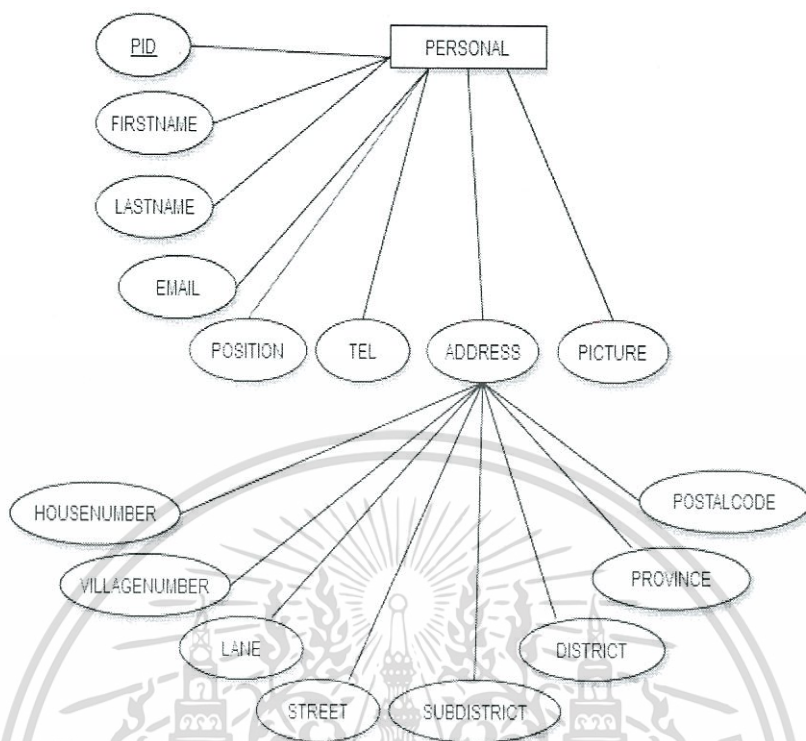 PID
PERSONAL
FIRSTNAME
LASTNAME
EMAIL
POSITION
TEL
ADDRESS
PICTURE
HOUSENUMBER
POSTALCODE
VILLAGENUMBER
PROVINCE
LANE
DISTRICT
STREET
SUBDISTRICT